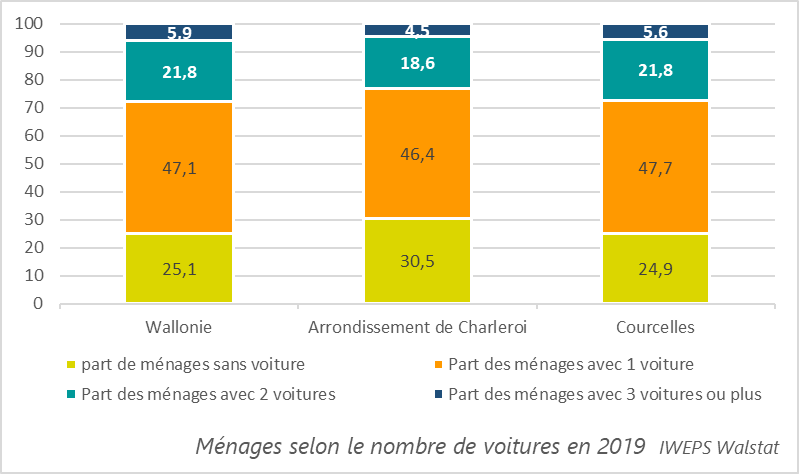 100
5,9
4,5
5,6
90
21,8
18,6
21,8
80
70
60
47,1
46,4
47,7
50
40
30
20
25,1
30,5
24,9
10
0
Wallonie
Arrondissement de Charleroi
Courcelles
part de ménages sans voiture
Part des ménages avec 1 voiture
Part des ménages avec 2 voitures
Part des ménages avec 3 voitures ou plus
Ménages selon le nombre de voitures en 2019 IWEPS Walstat